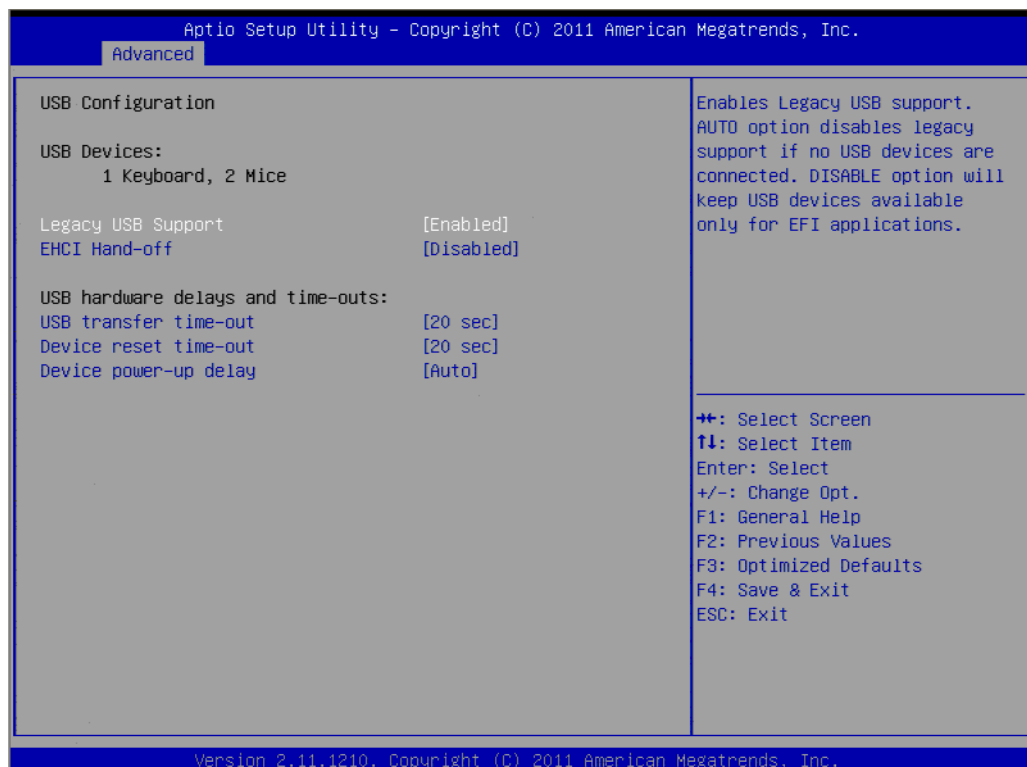 Aptio Setup Utility – Copyright (C) 2011 American Megatrends, Inc.
Advanced
USB Configuration
USB Devices:
1 Keyboard, 2 Mice
Legacy USB Support [Enabled]
EHCI Hand-off [Disabled]
USB hardware delays and time-outs:
USB transfer time-out [20 sec]
Device reset time-out [20 sec]
Device power-up delay [Auto]
Enables Legacy USB support.
AUTO option disables legacy
support if no USB devices are
connected. DISABLE option will
keep USB devices available
only for EFI applications.
→←: Select Screen
↑↓: Select Item
Enter: Select
+/-: Change Opt.
F1: General Help
F2: Previous Values
F3: Optimized Defaults
F4: Save & Exit
ESC: Exit
Version 2.11.1210. Copyright (C) 2011 American Megatrends, Inc.